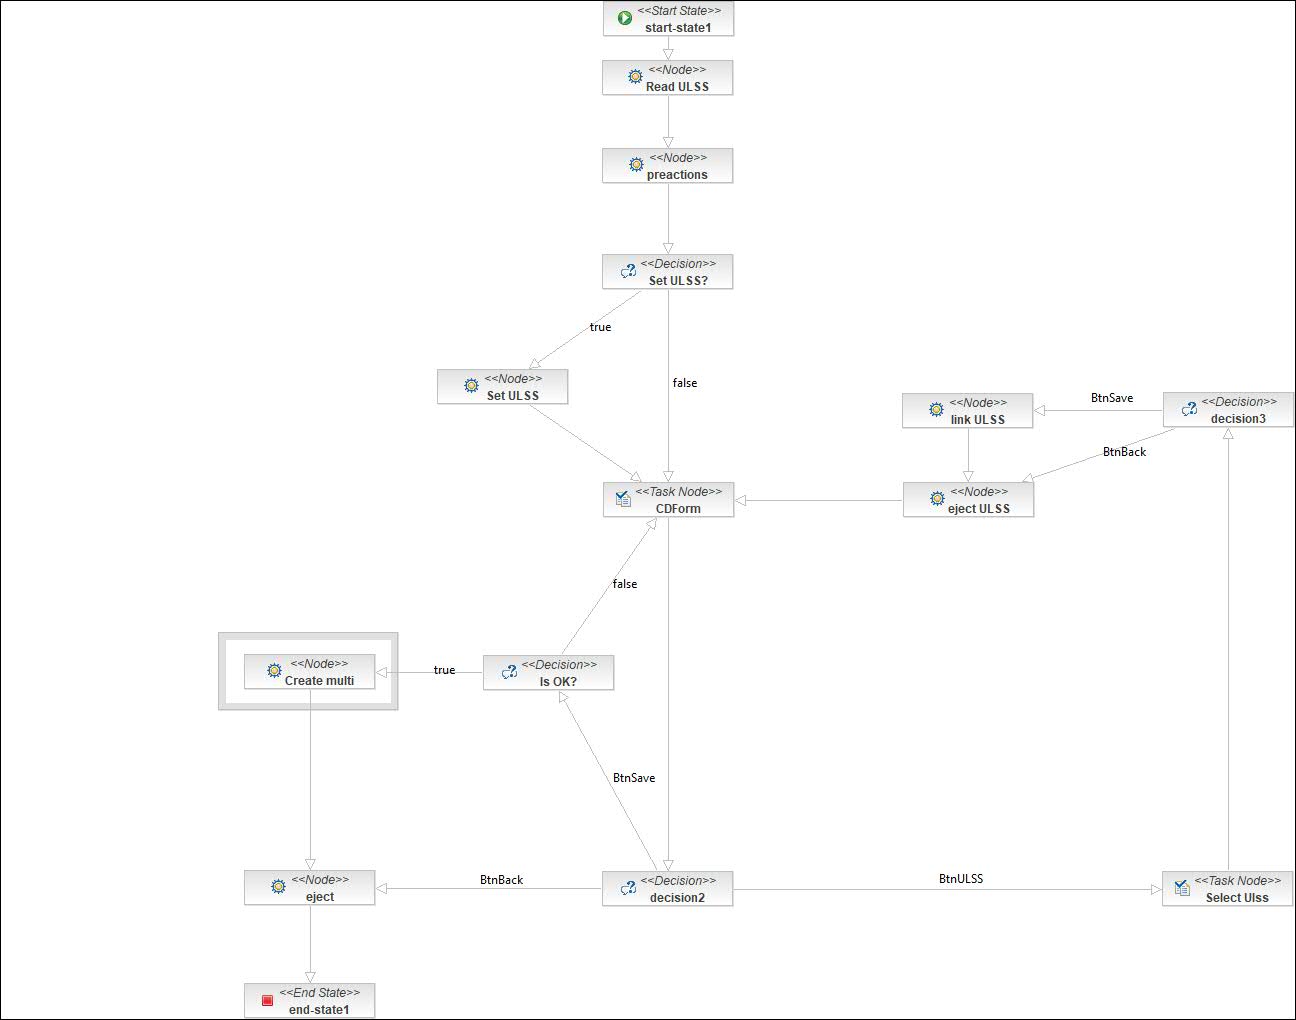 <<Start State>>
start-state1
<<Node>>
Read ULSS
<<Node>>
preactions
<<Decision>>
Set ULSS?
true
<<Node>>
Set ULSS
false
<<Node>>
link ULSS
BtnSave
<<Decision>>
decision3
BtnBack
<<Task Node>>
CDForm
<<Node>>
eject ULSS
false
<<Node>>
Create multi
true
<<Decision>>
Is OK?
BtnSave
<<Node>>
eject
BtnBack
<<Decision>>
decision2
BtnULSS
<<Task Node>>
Select Ulss
<<End State>>
end-state1